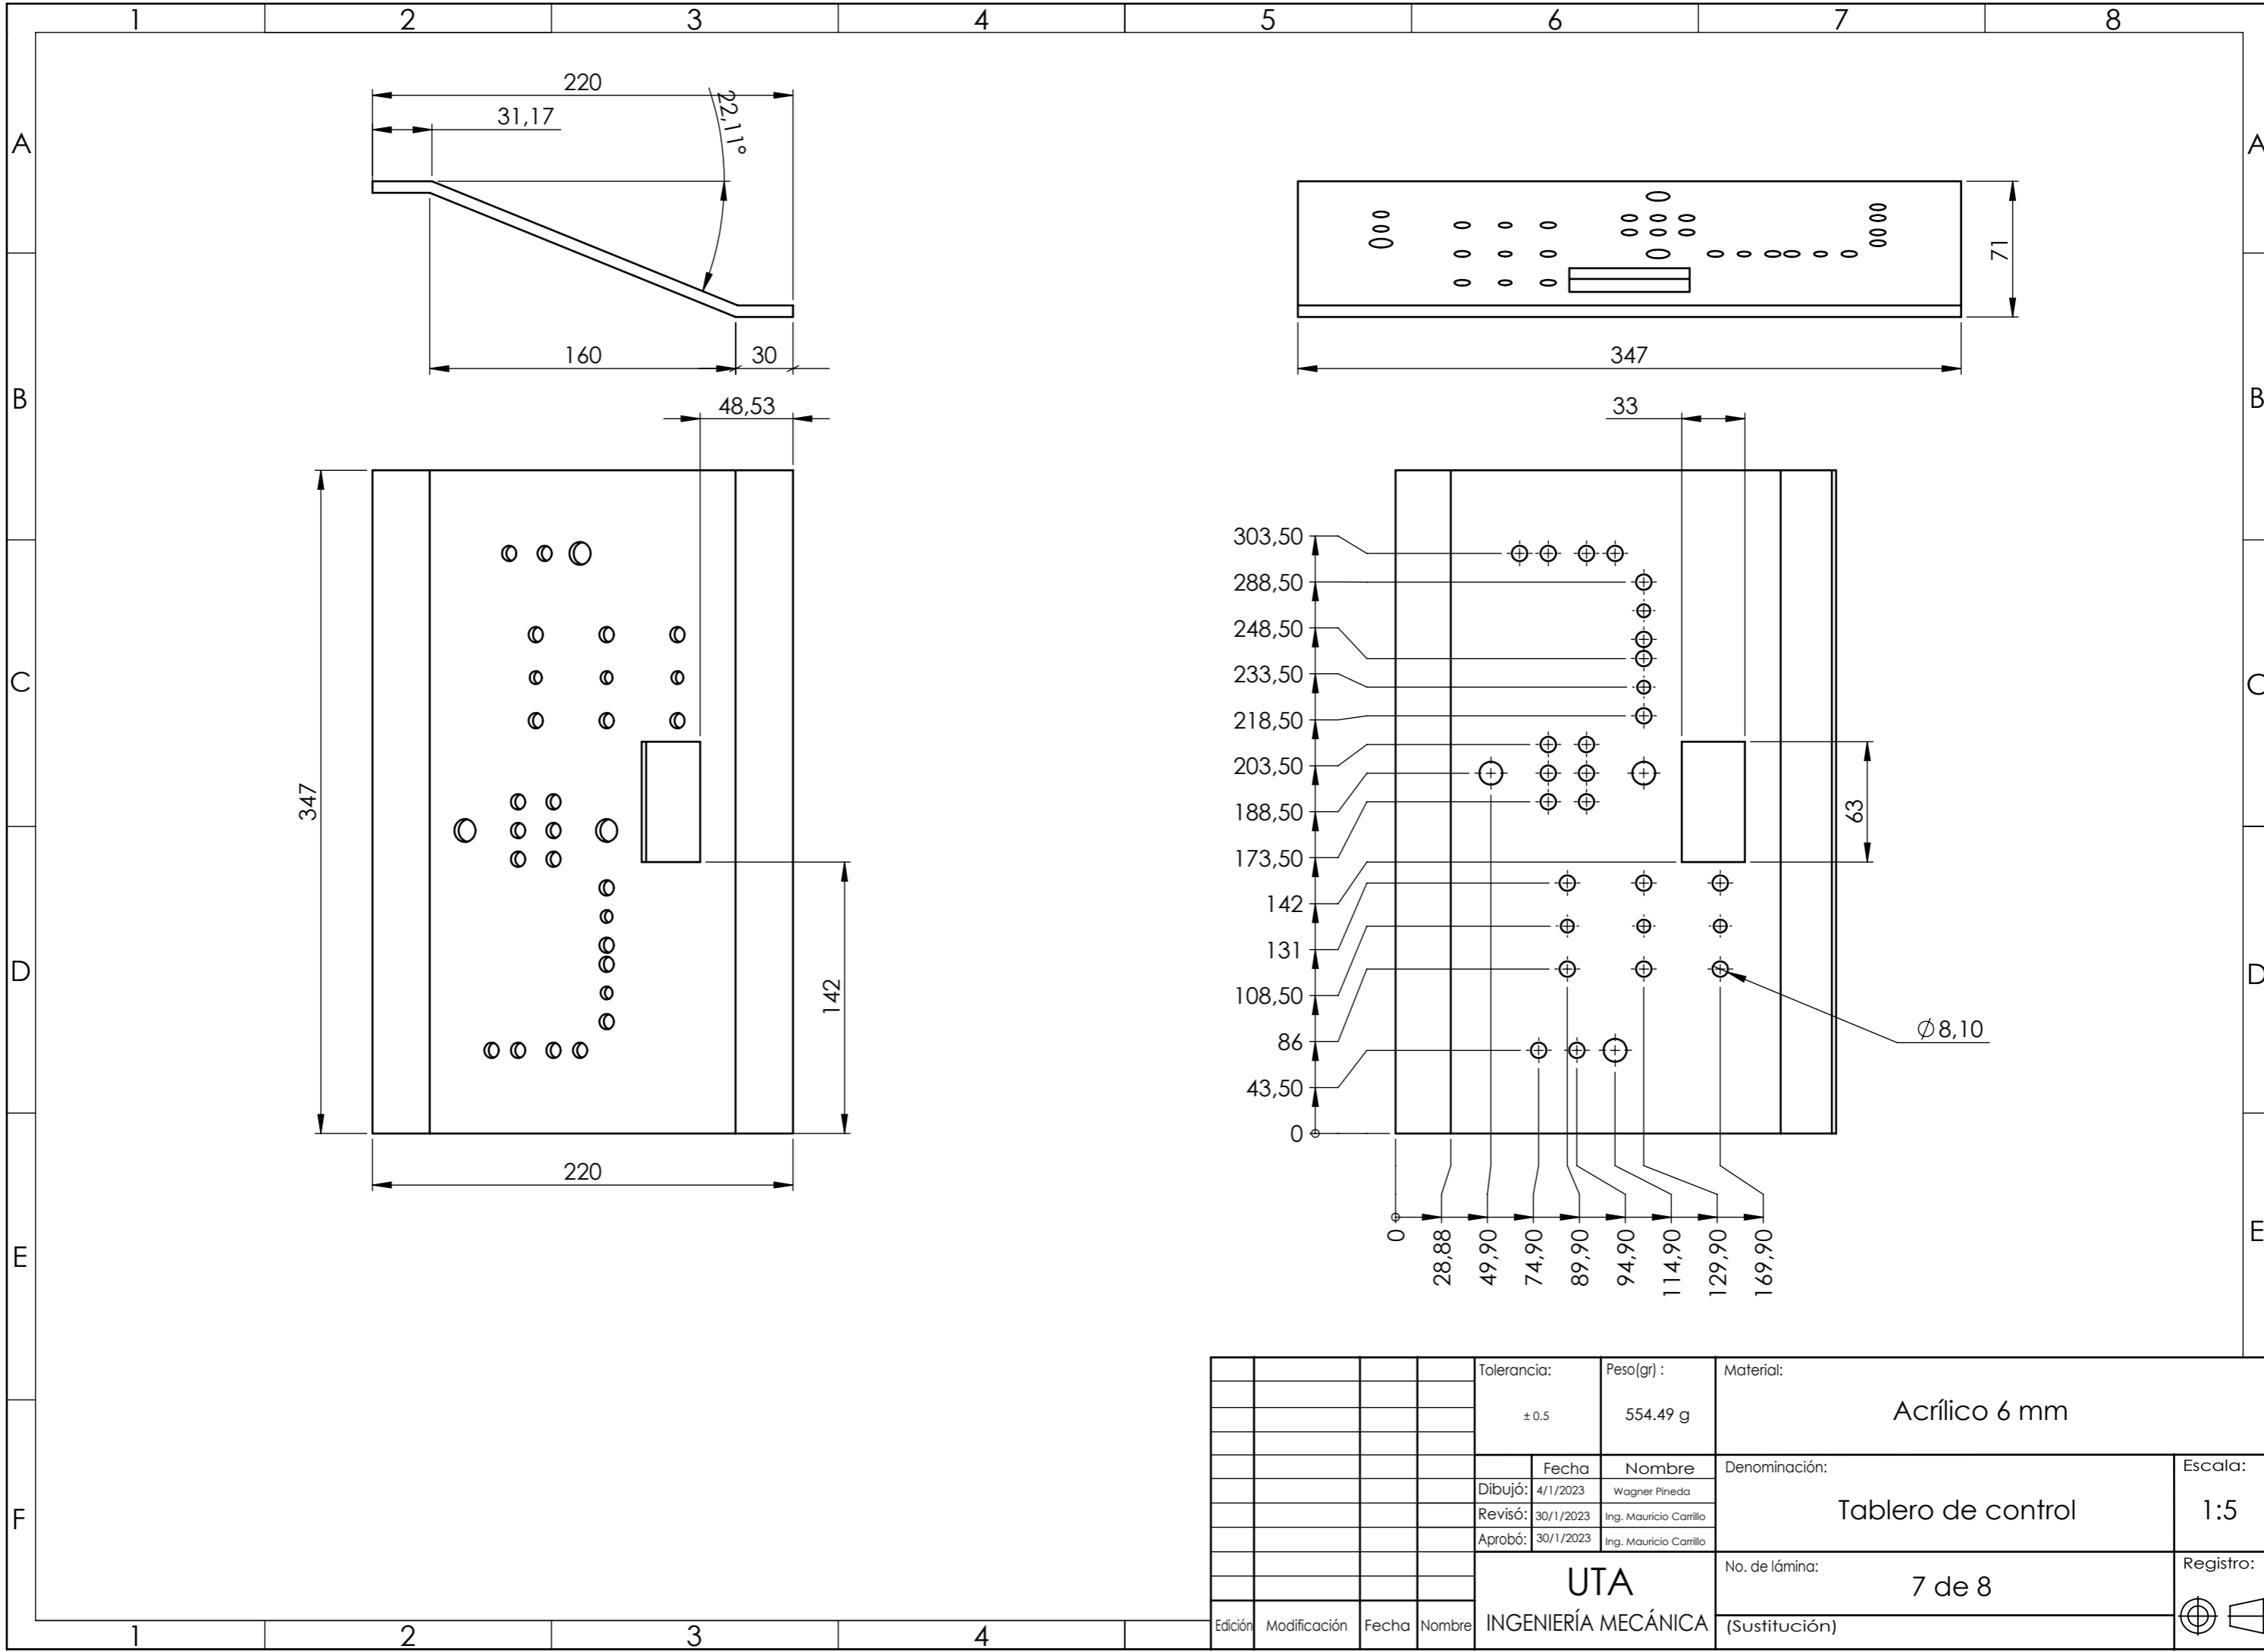 1 2 3 4 5 6 7 8
A A
B B
C C
D D
E E
F
220
31,17
22,11°
160
30
71
347
48,53
347
142
220
33
303,50
288,50
248,50
233,50
218,50
203,50
188,50
173,50
142
131
108,50
86
43,50
0
63
∅8,10
0
28,88
49,90
74,90
89,90
94,90
114,90
129,90
169,90
Tolerancia:
± 0.5
Peso(gr) :
554.49 g
Material:
Acrílico 6 mm
Fecha Nombre
Dibujó: 4/1/2023 Wagner Pineda
Revisó: 30/1/2023 Ing. Mauricio Carrillo
Aprobó: 30/1/2023 Ing. Mauricio Carrillo
Denominación:
Tablero de control
Escala:
1:5
UTA
INGENIERÍA MECÁNICA
No. de lámina:
7 de 8
(Sustitución)
Registro:
Edición Modificación Fecha Nombre
1 2 3 4